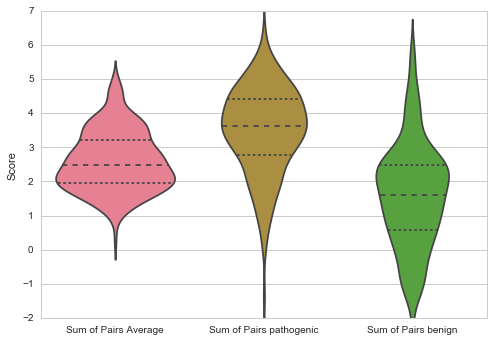 7
6
5
4
3
2
1
0
−1
−2
Score
Sum of Pairs Average
Sum of Pairs pathogenic
Sum of Pairs benign